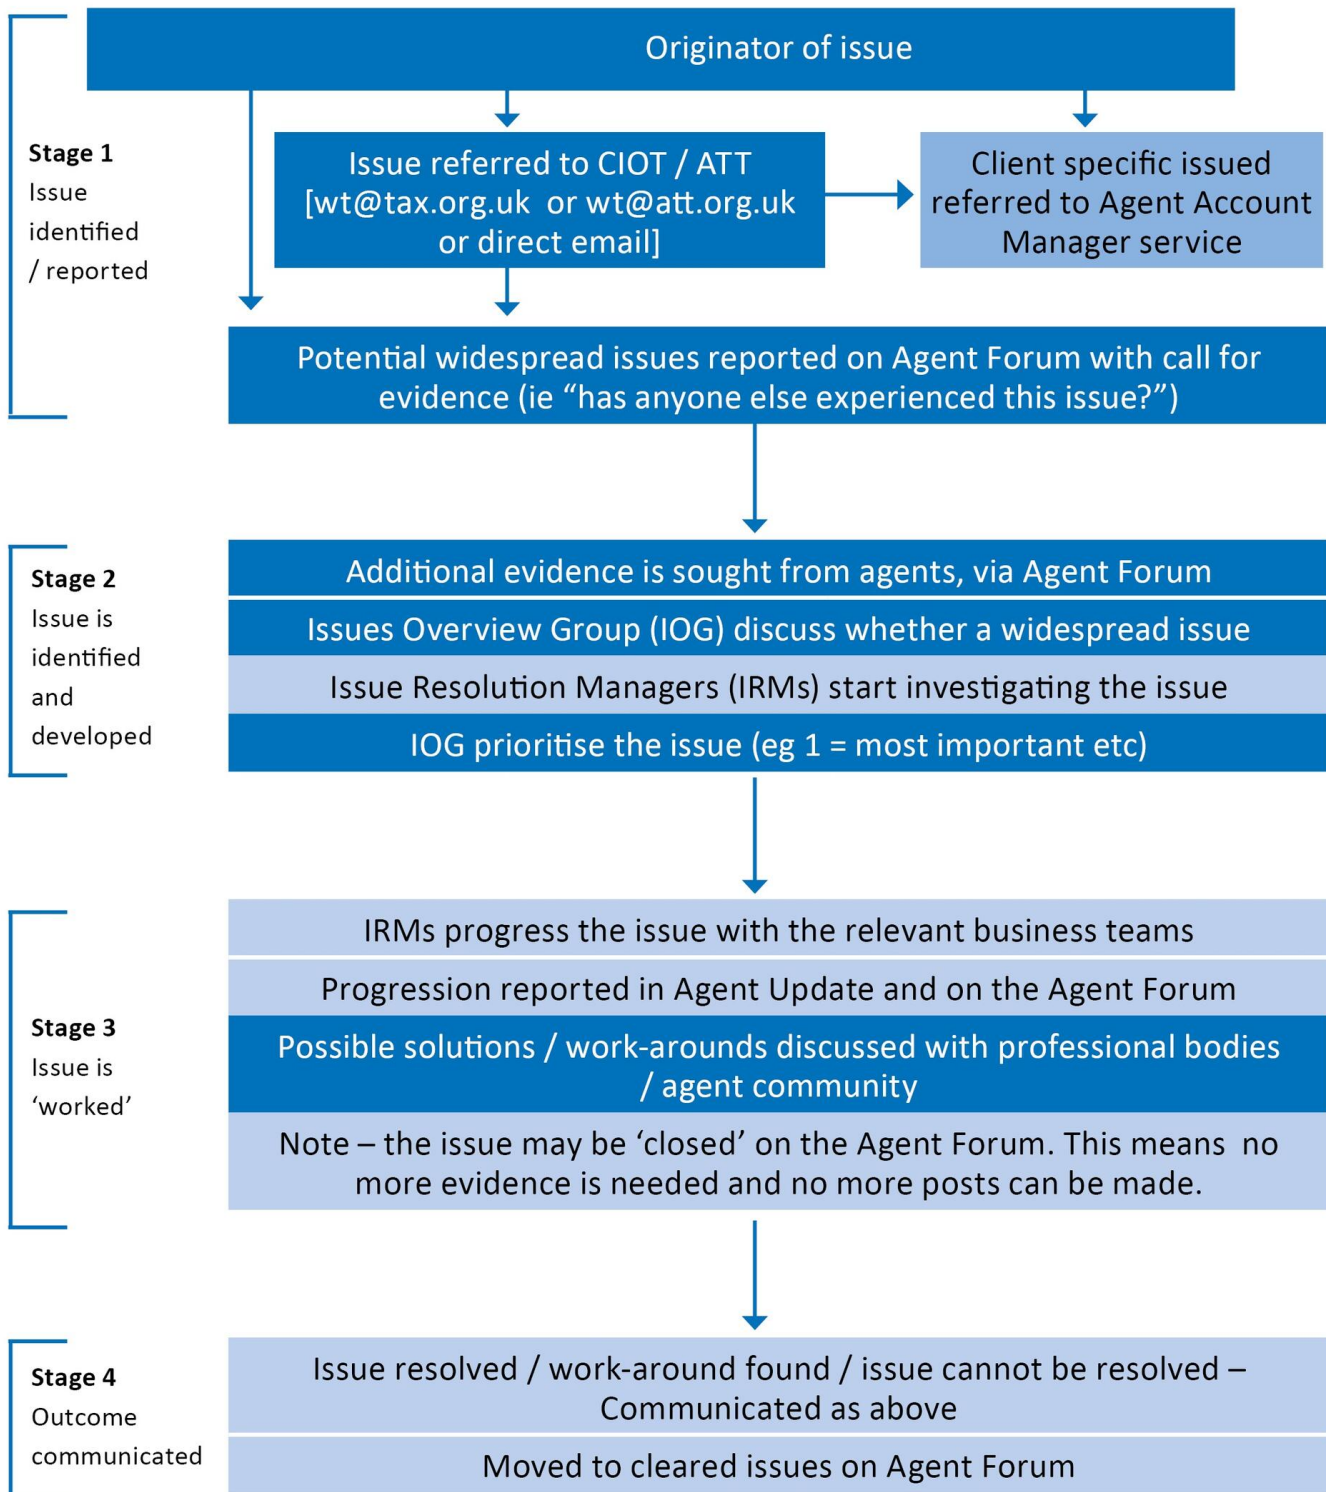 Originator of issue
Stage 1
Issue
identified
/ reported
Issue referred to CIOT / ATT
[wt@tax.org.uk or wt@att.org.uk
or direct email]
Client specific issued
referred to Agent Account
Manager service
Potential widespread issues reported on Agent Forum with call for
evidence (ie “has anyone else experienced this issue?”)
Stage 2
Issue is
identified
and
developed
Additional evidence is sought from agents, via Agent Forum
Issues Overview Group (IOG) discuss whether a widespread issue
Issue Resolution Managers (IRMs) start investigating the issue
IOG prioritise the issue (eg 1 = most important etc)
Stage 3
Issue is
‘worked’
IRMs progress the issue with the relevant business teams
Progression reported in Agent Update and on the Agent Forum
Possible solutions / work-arounds discussed with professional bodies
/ agent community
Note – the issue may be ‘closed’ on the Agent Forum. This means no
more evidence is needed and no more posts can be made.
Stage 4
Outcome
communicated
Issue resolved / work-around found / issue cannot be resolved –
Communicated as above
Moved to cleared issues on Agent Forum